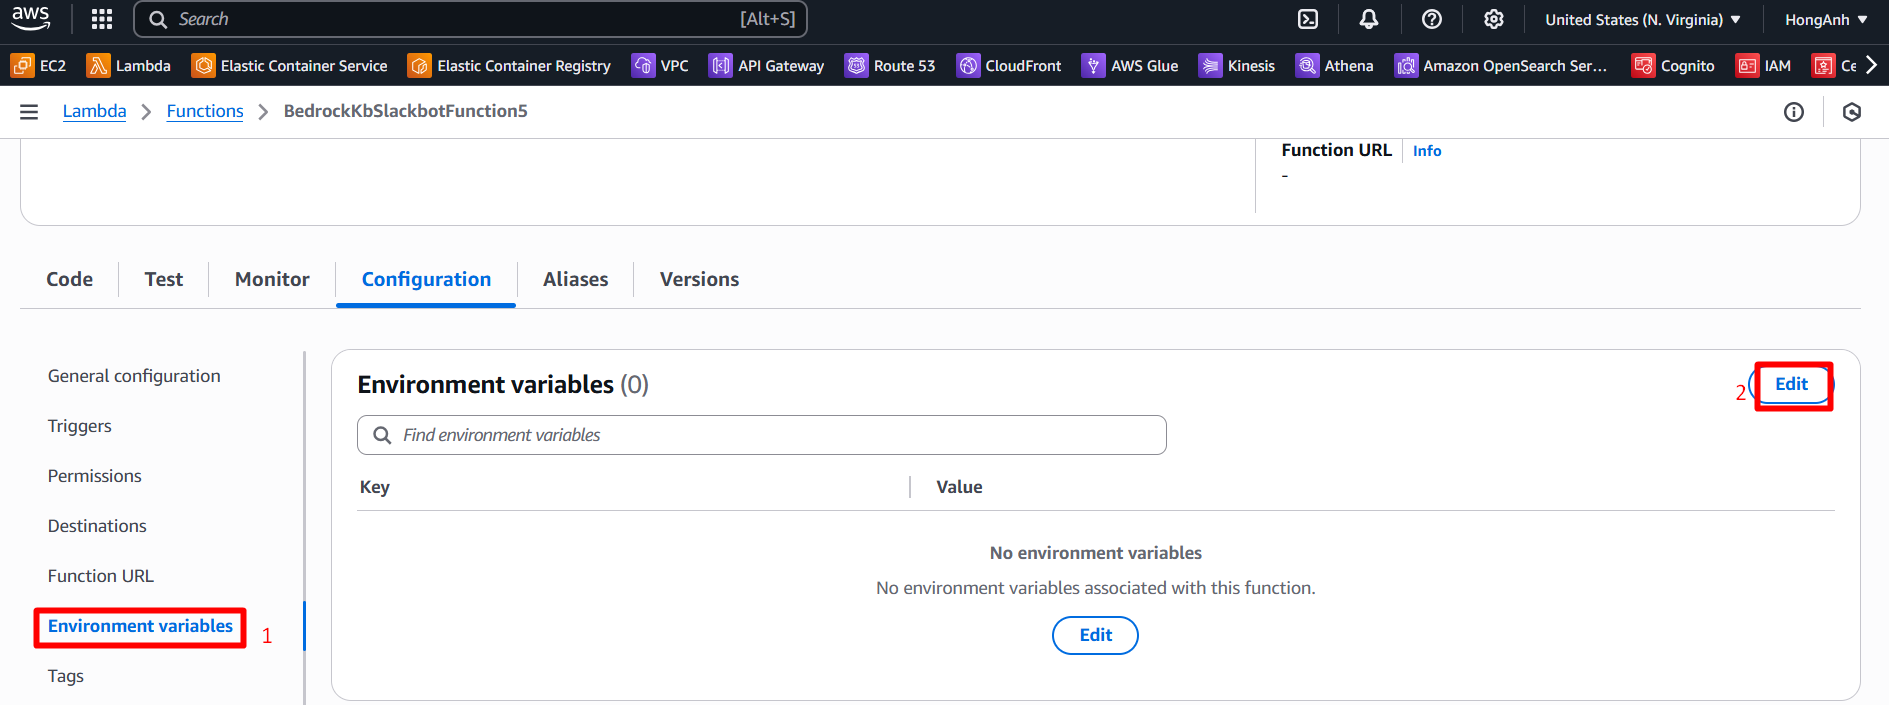 aws Search [Alt+S] United States (N. Virginia) ▼ HongAnh ▼
EC2 Lambda Elastic Container Service Elastic Container Registry VPC API Gateway Route 53 CloudFront AWS Glue Kinesis Athena Amazon OpenSearch Ser... Cognito IAM Ce
Lambda > Functions > BedrockKbSlackbotFunction5
Function URL Info
-
Code Test Monitor Configuration Aliases Versions
General configuration
Triggers
Permissions
Destinations
Function URL
Environment variables 1
Tags
Environment variables (0) 2 Edit
Find environment variables
Key Value
No environment variables
No environment variables associated with this function.
Edit